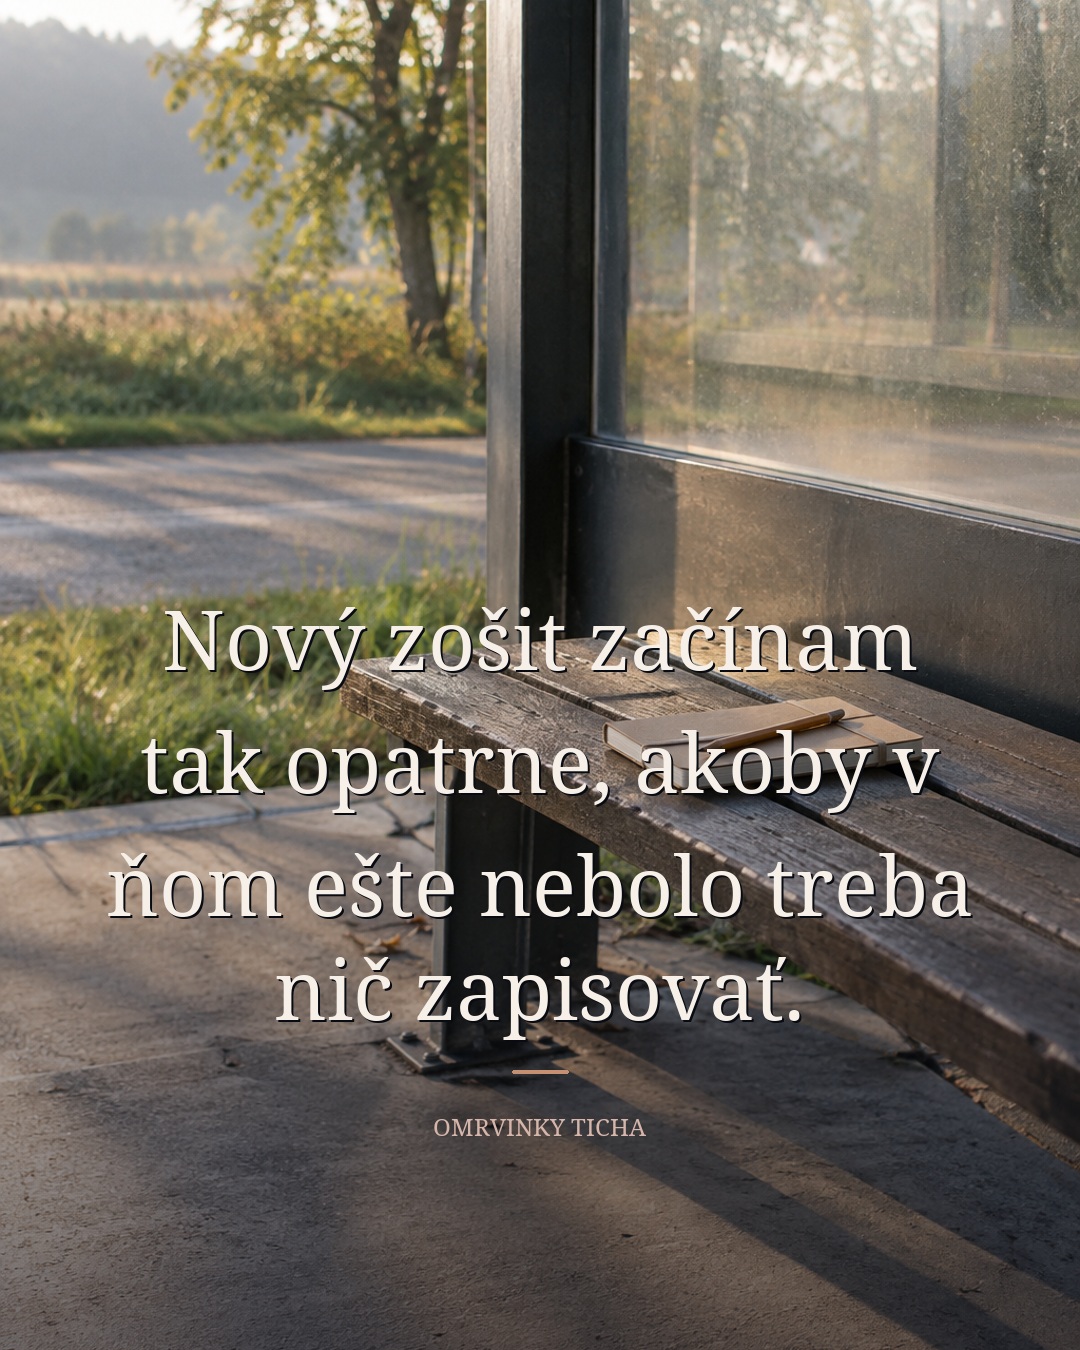 Nový zošit začínam
tak opatrne, akoby v
ňom ešte nebolo treba
nič zapisovať.
OMRVINKY TICHA